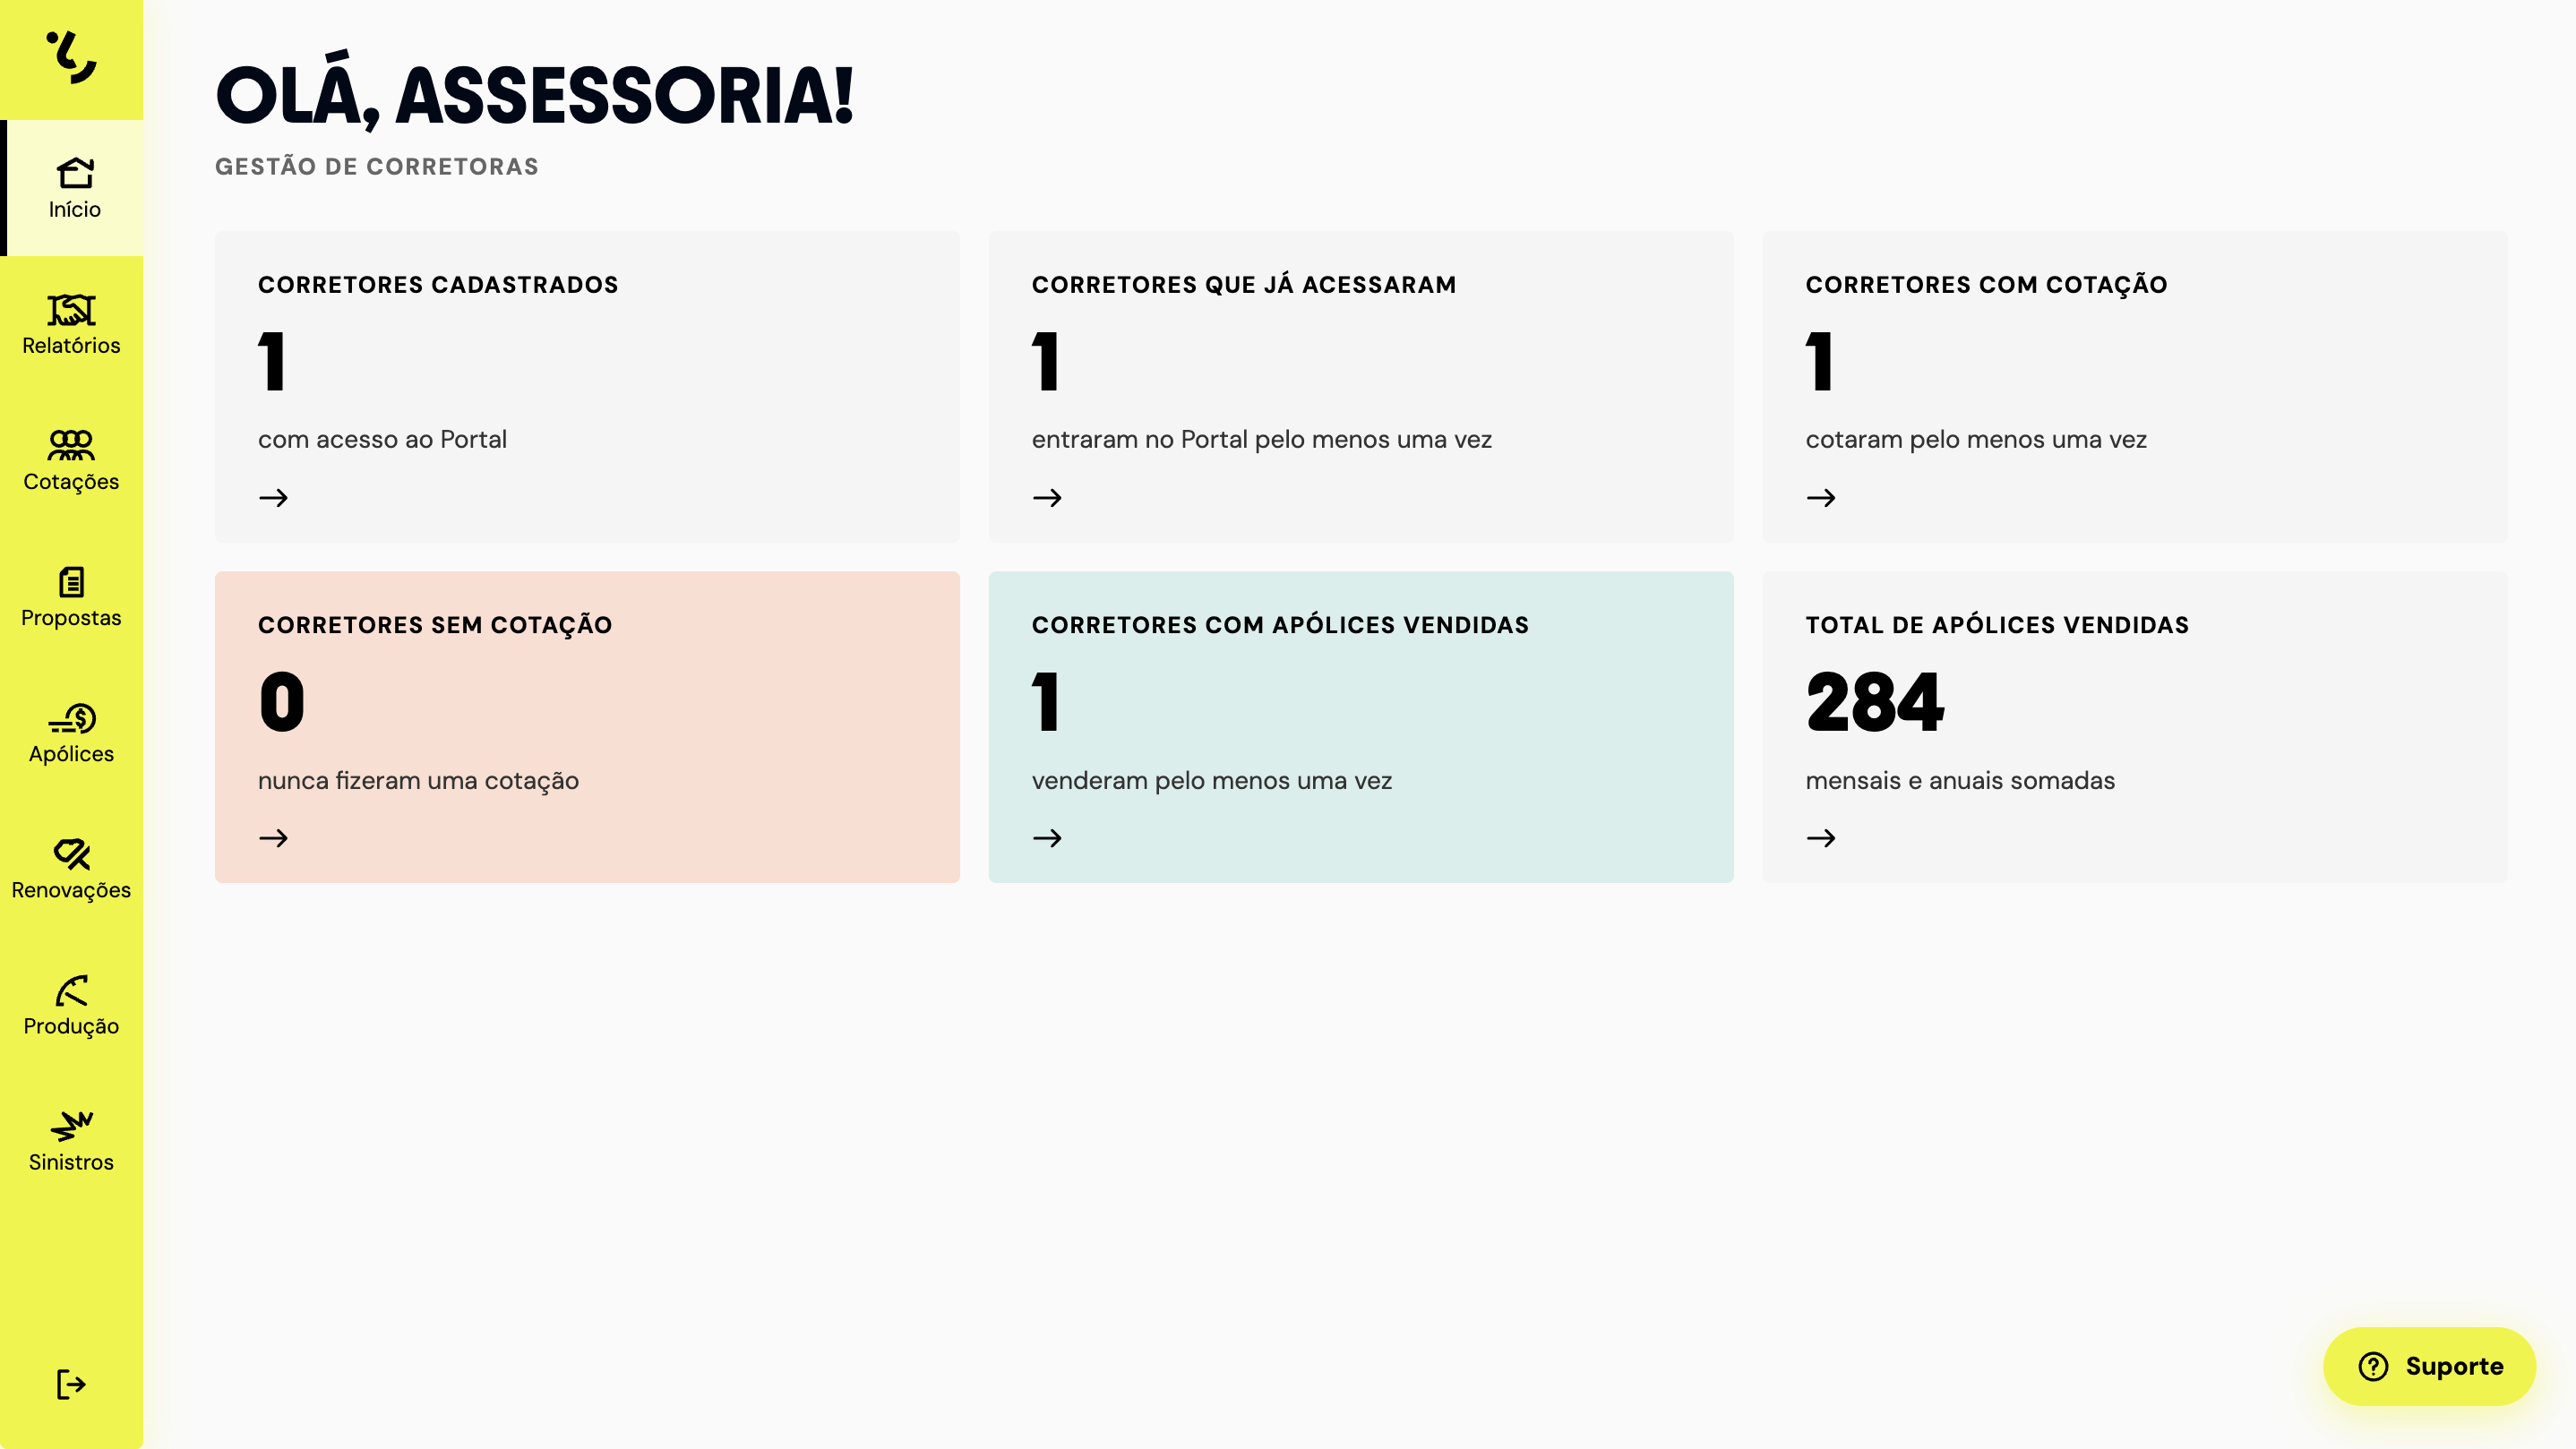 OLÁ, ASSESSORIA!
GESTÃO DE CORRETORAS
Início
Relatórios
Cotações
Propostas
Apólices
Renovações
Produção
Sinistros
CORRETORES CADASTRADOS
1
com acesso ao Portal
CORRETORES QUE JÁ ACESSARAM
1
entraram no Portal pelo menos uma vez
CORRETORES COM COTAÇÃO
1
cotaram pelo menos uma vez
CORRETORES SEM COTAÇÃO
0
nunca fizeram uma cotação
CORRETORES COM APÓLICES VENDIDAS
1
venderam pelo menos uma vez
TOTAL DE APÓLICES VENDIDAS
284
mensais e anuais somadas
Suporte